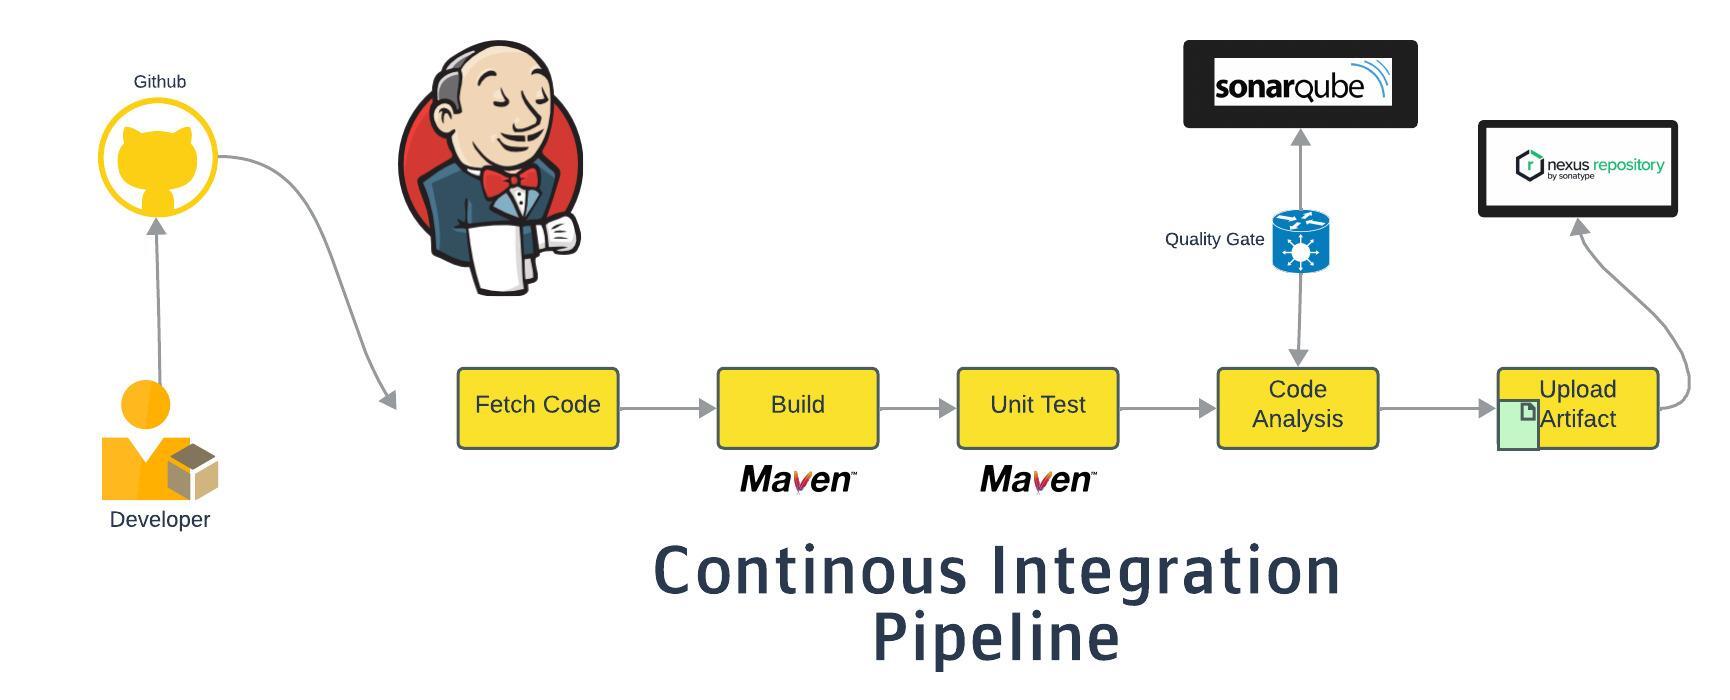 Github
sonarqube
nexus repository
by sonatype
Quality Gate
Fetch Code
Build
Unit Test
Code
Analysis
Upload
Artifact
Maven™
Maven™
Developer
Continous Integration
Pipeline